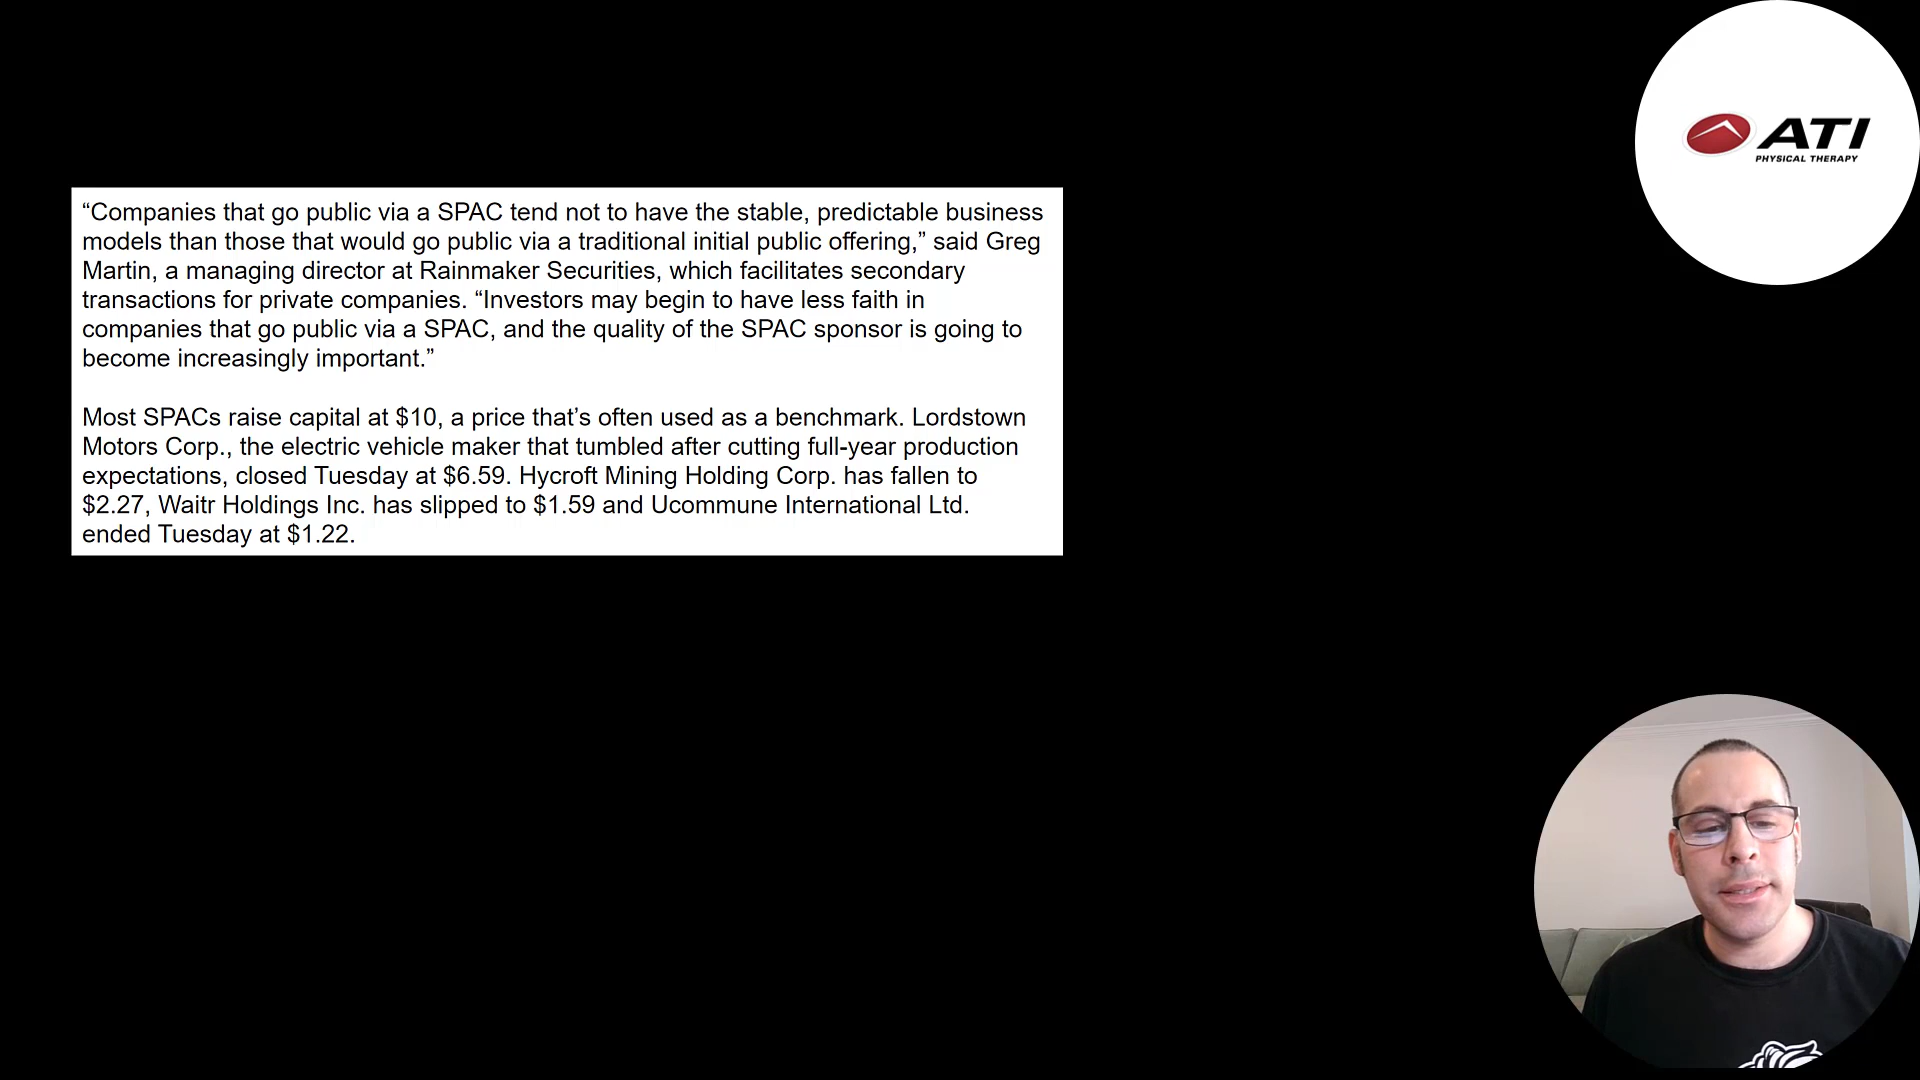 “Companies that go public via a SPAC tend not to have the stable, predictable business
models than those that would go public via a traditional initial public offering,” said Greg
Martin, a managing director at Rainmaker Securities, which facilitates secondary
transactions for private companies. “Investors may begin to have less faith in
companies that go public via a SPAC, and the quality of the SPAC sponsor is going to
become increasingly important.”
Most SPACs raise capital at $10, a price that’s often used as a benchmark. Lordstown
Motors Corp., the electric vehicle maker that tumbled after cutting full-year production
expectations, closed Tuesday at $6.59. Hycroft Mining Holding Corp. has fallen to
$2.27, Waitr Holdings Inc. has slipped to $1.59 and Ucommune International Ltd.
ended Tuesday at $1.22.
ATI
PHYSICAL THERAPY